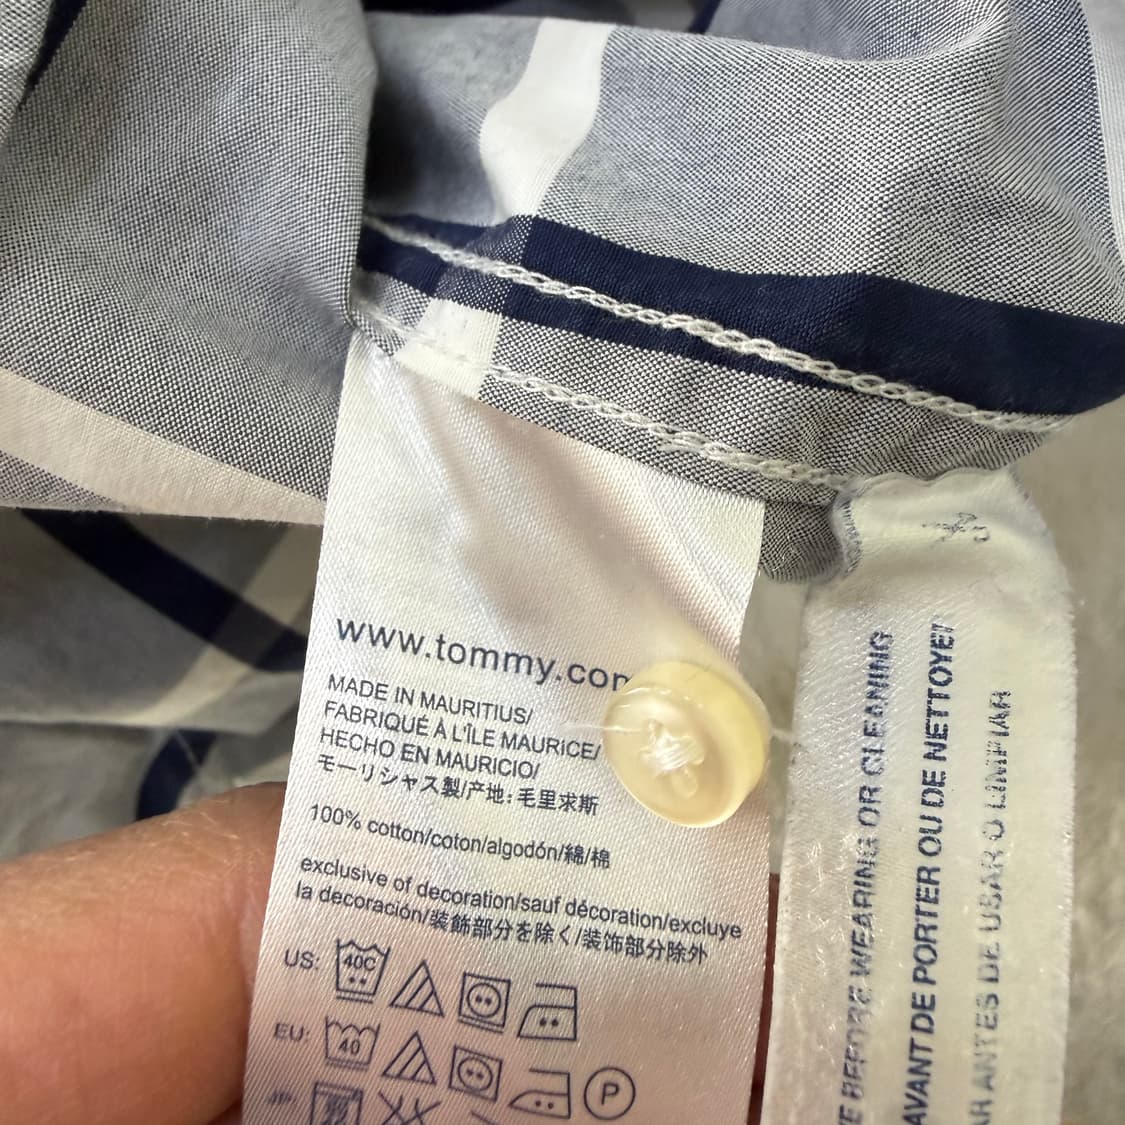 www.tommy.com
MADE IN MAURITIUS/
FABRIQUÉ À L'ÎLE MAURICE/
HECHO EN MAURICIO/
モーリシャス製/产地: 毛里求斯
100% cotton/coton/algodón/綿/棉
exclusive of decoration/sauf décoration/excluye
la decoración/装飾部分を除く/装饰部分除外
US: 40C
EU: 40 P
JP:
BEFORE WEARING OR CLEANING
AVANT DE PORTER OU DE NETTOYER
ANTES DE USAR O LIMPIAR